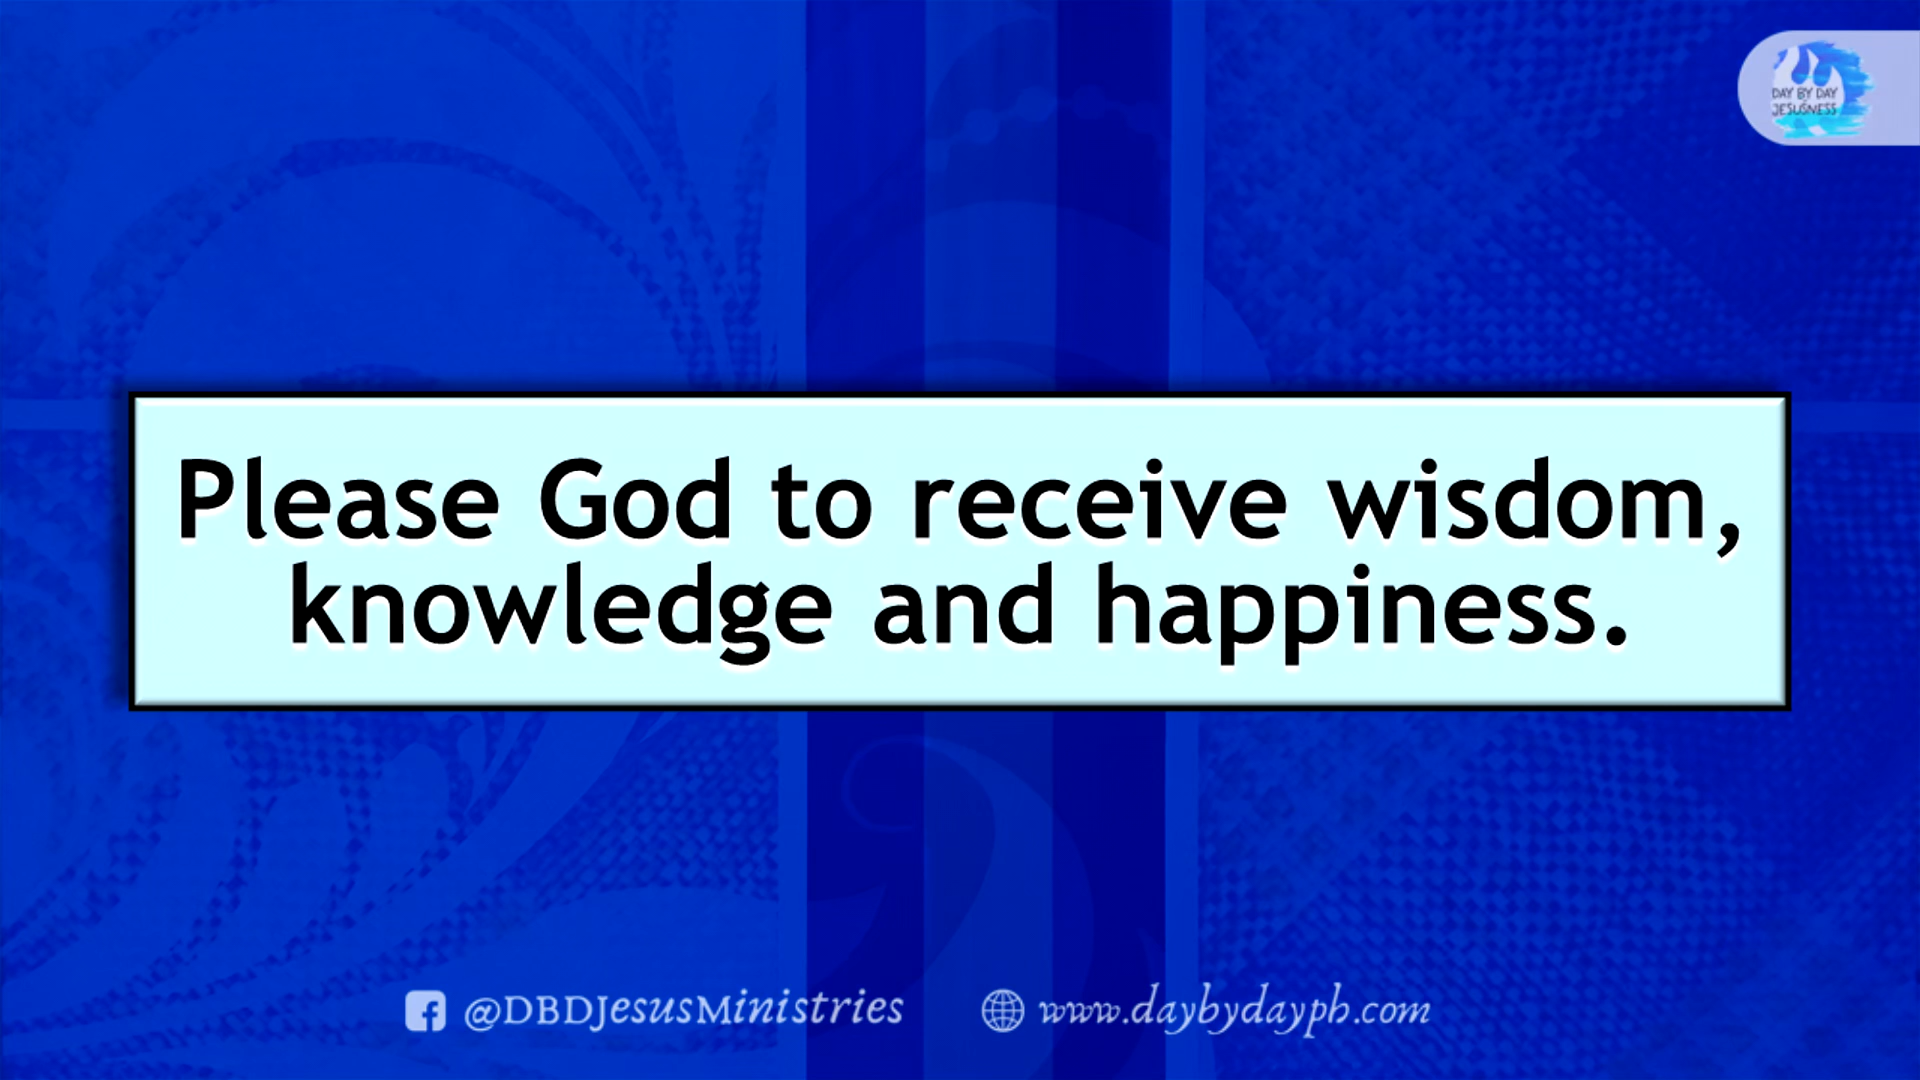 DAY BY DAY
JESUSNESS
Please God to receive wisdom,
knowledge and happiness.
@DBDJesusMinistries
www.daybydayph.com